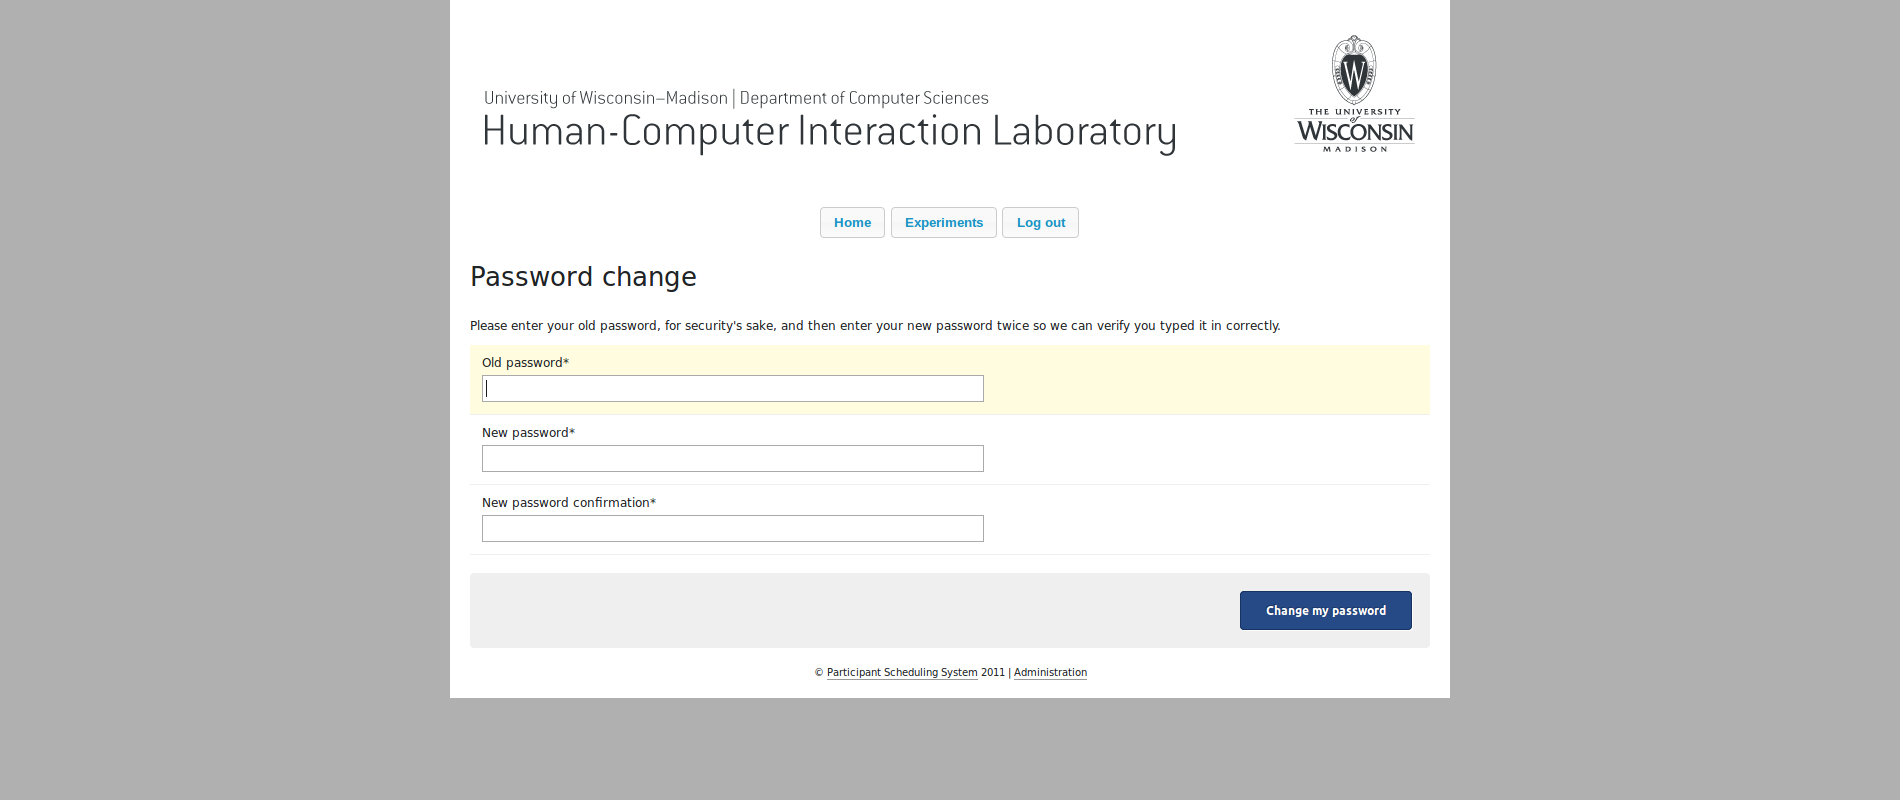 University of Wisconsin–Madison | Department of Computer Sciences
Human-Computer Interaction Laboratory
W
THE UNIVERSITY
of
WISCONSIN
MADISON
Home
Experiments
Log out
Password change
Please enter your old password, for security's sake, and then enter your new password twice so we can verify you typed it in correctly.
Old password*
New password*
New password confirmation*
Change my password
© Participant Scheduling System 2011 | Administration